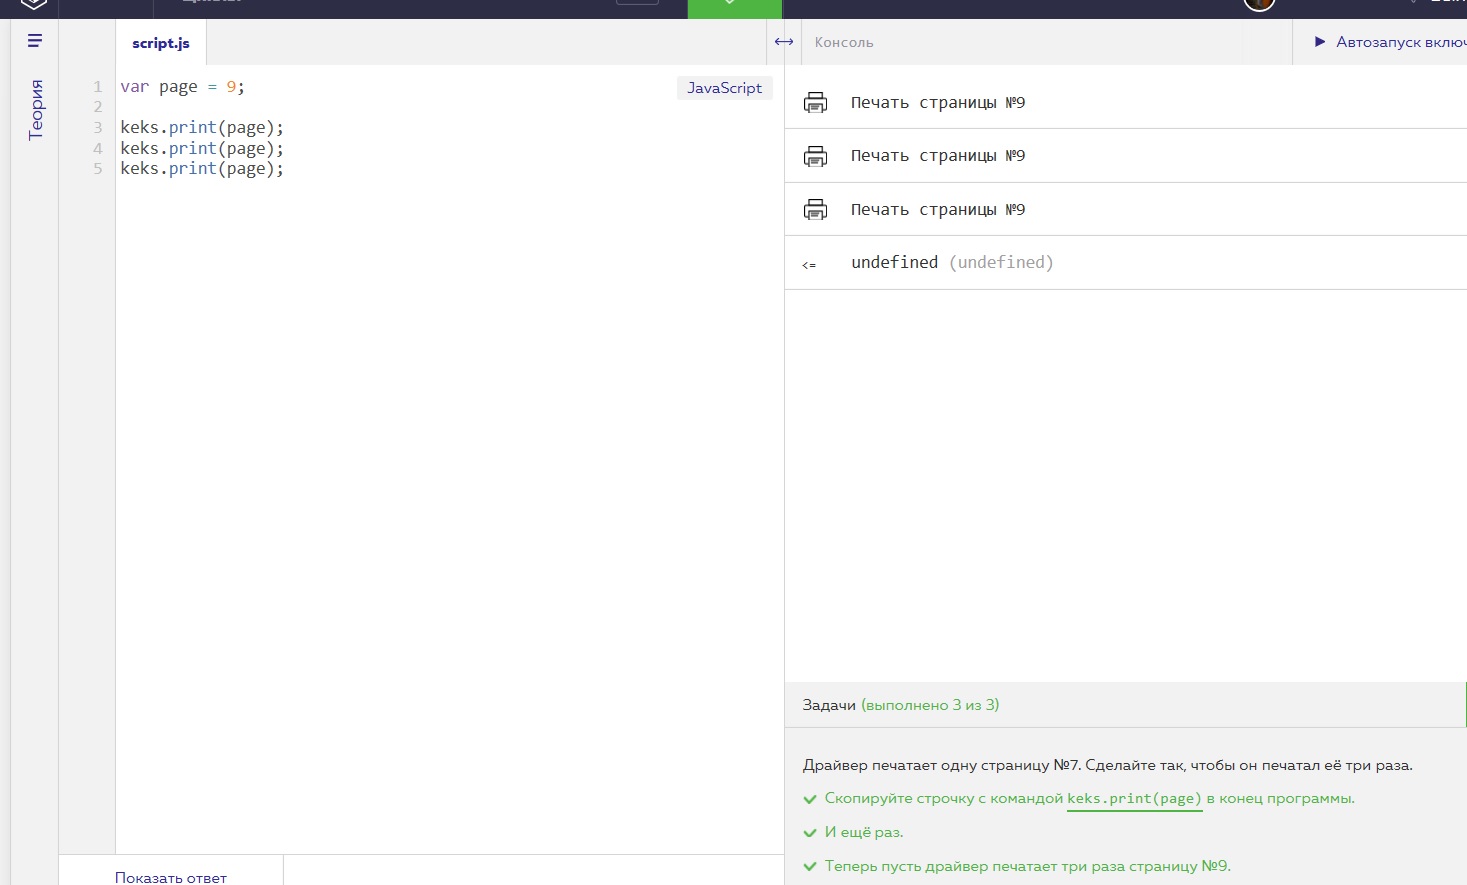 script.js
Консоль
Автозапуск вклю
Теория
JavaScript
1 var page = 9;
2
3 keks.print(page);
4 keks.print(page);
5 keks.print(page);
Печать страницы №9
Печать страницы №9
Печать страницы №9
<= undefined (undefined)
Задачи (выполнено 3 из 3)
Драйвер печатает одну страницу №7. Сделайте так, чтобы он печатал её три раза.
Скопируйте строчку с командой keks.print(page) в конец программы.
И ещё раз.
Теперь пусть драйвер печатает три раза страницу №9.
Показать ответ